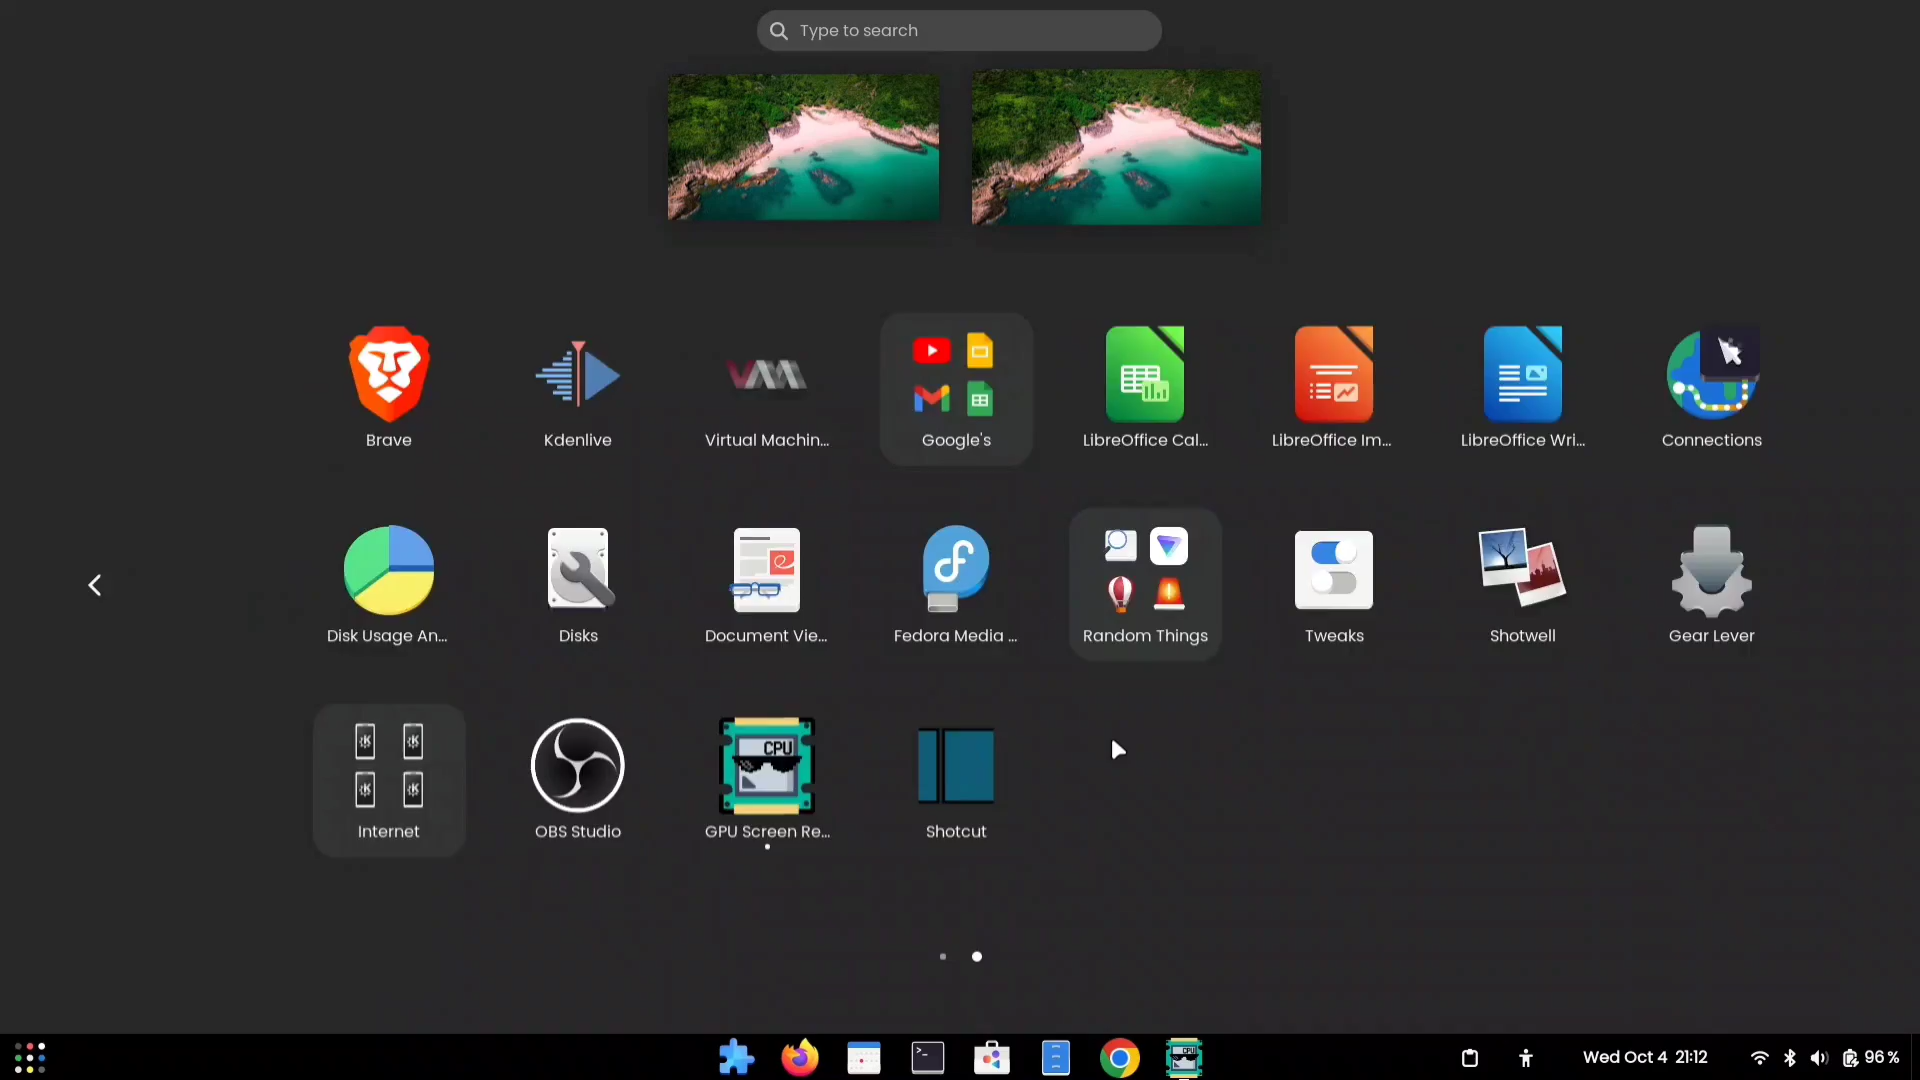 Type to search
Brave
Kdenlive
Virtual Machin...
Google's
LibreOffice Cal...
LibreOffice Im...
LibreOffice Wri...
Connections
Disk Usage An...
Disks
Document Vie...
Fedora Media ...
Random Things
Tweaks
Shotwell
Gear Lever
CPU
Internet
OBS Studio
GPU Screen Re...
Shotcut
Wed Oct 4 21:12
96 %